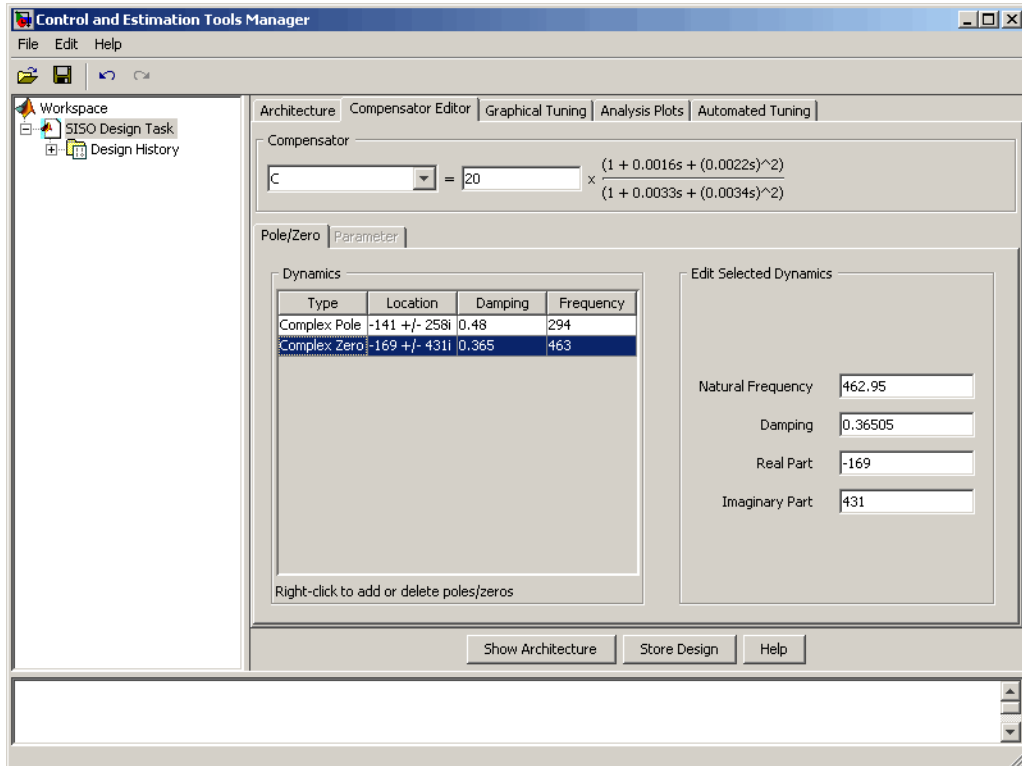 Control and Estimation Tools Manager
File Edit Help
Workspace
SISO Design Task
Design History
Architecture Compensator Editor Graphical Tuning Analysis Plots Automated Tuning
Compensator
C = 20 x (1 + 0.0016s + (0.0022s)^2)
(1 + 0.0033s + (0.0034s)^2)
Pole/Zero Parameter
Dynamics
Type Location Damping Frequency
Complex Pole -141 +/- 258i 0.48 294
Complex Zero -169 +/- 431i 0.365 463
Right-click to add or delete poles/zeros
Edit Selected Dynamics
Natural Frequency 462.95
Damping 0.36505
Real Part -169
Imaginary Part 431
Show Architecture Store Design Help